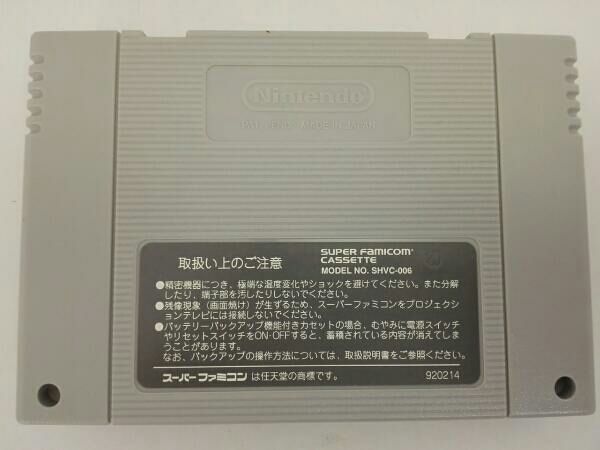 Nintendo
PAT. PEND. MADE IN JAPAN
取扱い上のご注意
SUPER FAMICOM
CASSETTE
MODEL NO. SHVC-006
●精密機器につき、極端な温度変化やショックを避けてください。また分解
したり、端子部を汚したりしないでください。
●残像現象（画面焼け）が生ずるため、スーパーファミコンをプロジェクシ
ョンテレビには接続しないでください。
●バッテリーバックアップ機能付きカセットの場合、むやみに電源スイッチ
やリセットスイッチをON・OFFすると、蓄積されている内容が消えてしま
うことがあります。
なお、バックアップの操作方法については、取扱説明書をご参照ください。
スーパーファミコンは任天堂の商標です。
920214